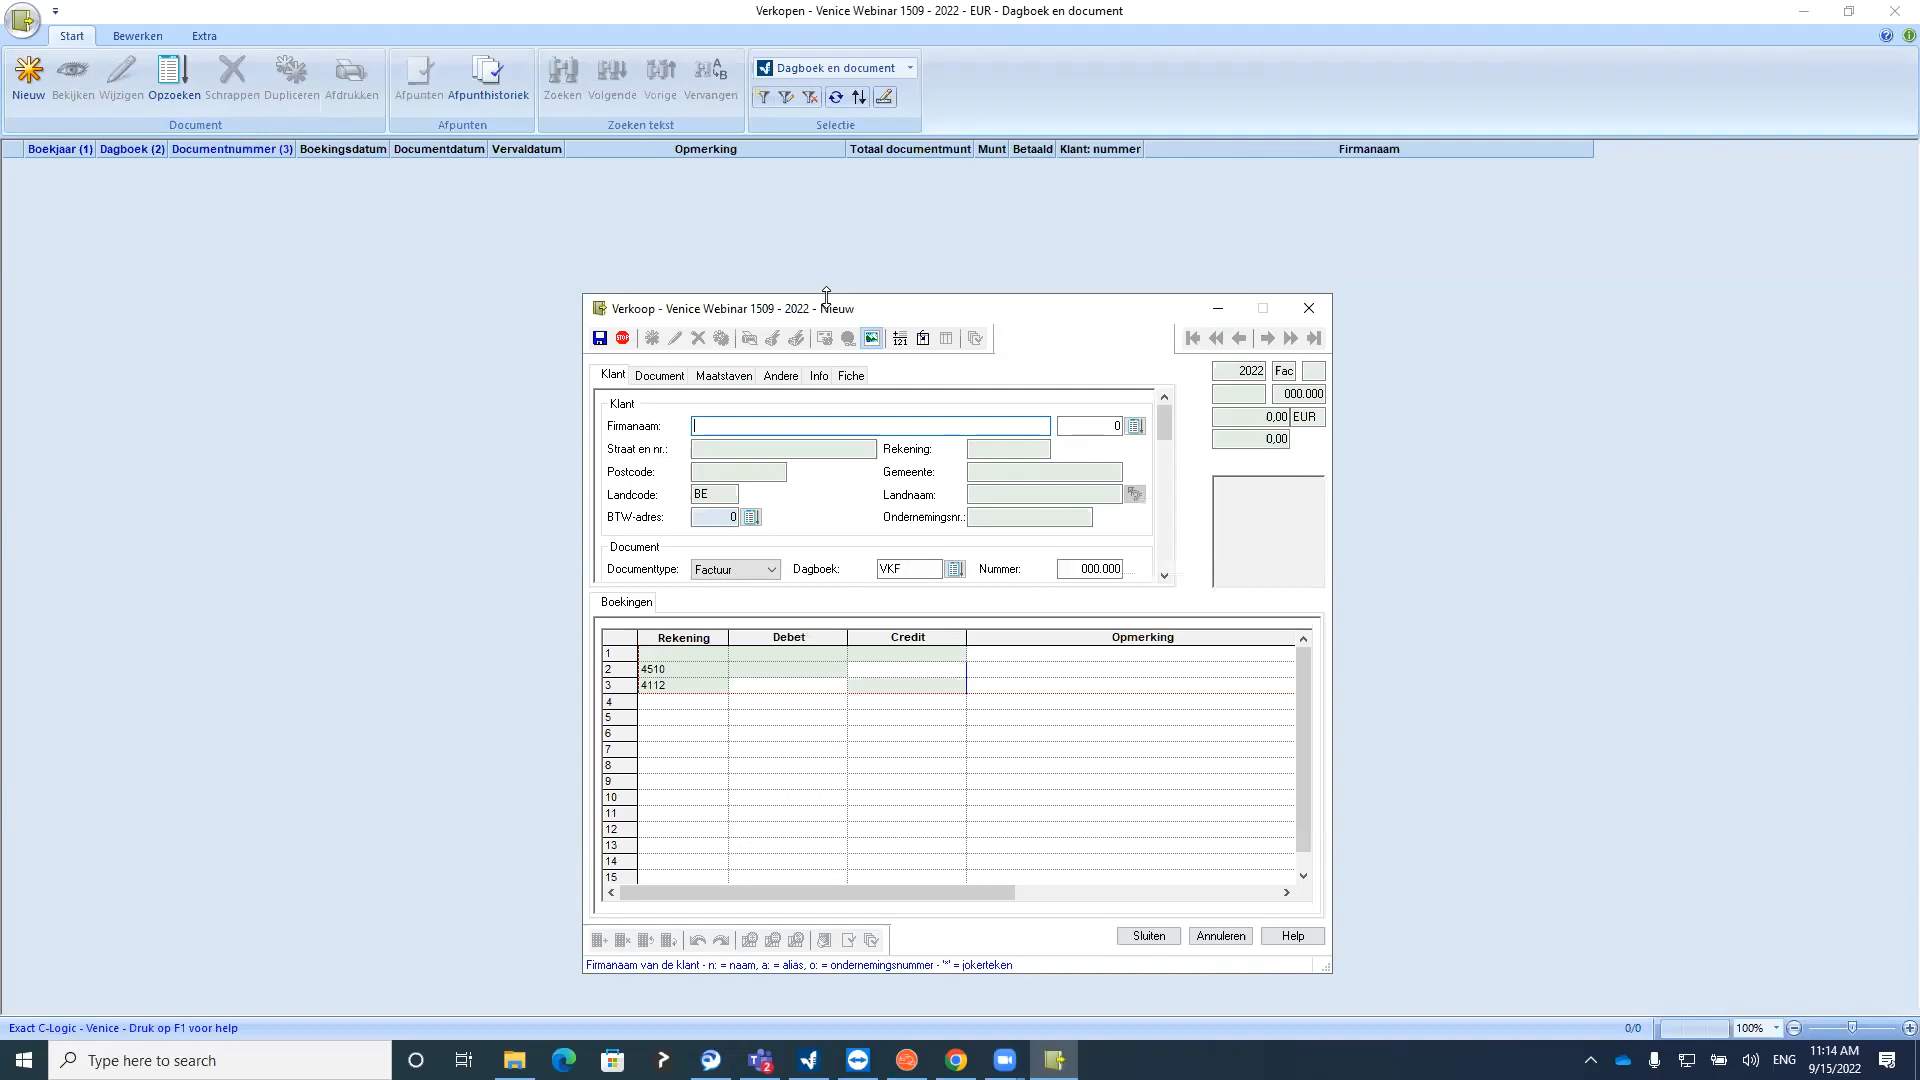 Verkopen - Venice Webinar 1509 - 2022 - EUR - Dagboek en document
Start Bewerken Extra
Nieuw Bekijken Wijzigen Opzoeken Schrappen Dupliceren Afdrukken Afpunten Afpunthistoriek Zoeken Volgende Vorige Vervangen Dagboek en document
Document Afpunten Zoeken tekst Selectie
Boekjaar (1) Dagboek (2) Documentnummer (3) Boekingsdatum Documentdatum Vervaldatum Opmerking Totaal documentmunt Munt Betaald Klant: nummer Firmanaam
Verkoop - Venice Webinar 1509 - 2022 - Nieuw
STOP
121
Klant Document Maatstaven Andere Info Fiche
2022 Fac
000.000
0,00 EUR
0,00
Klant
Firmanaam: 0
Straat en nr.: Rekening:
Postcode: Gemeente:
Landcode: BE Landnaam:
BTW-adres: 0 Ondernemingsnr.:
Document
Documenttype: Factuur Dagboek: VKF Nummer: 000.000
Boekingen
Rekening Debet Credit Opmerking
1
2 4510
3 4112
4
5
6
7
8
9
10
11
12
13
14
15
Sluiten Annuleren Help
Firmanaam van de klant - n: = naam, a: = alias, o: = ondernemingsnummer - '*' = jokerteken
Exact C-Logic - Venice - Druk op F1 voor help 0/0 100%
Type here to search
2
ENG
11:14 AM
9/15/2022